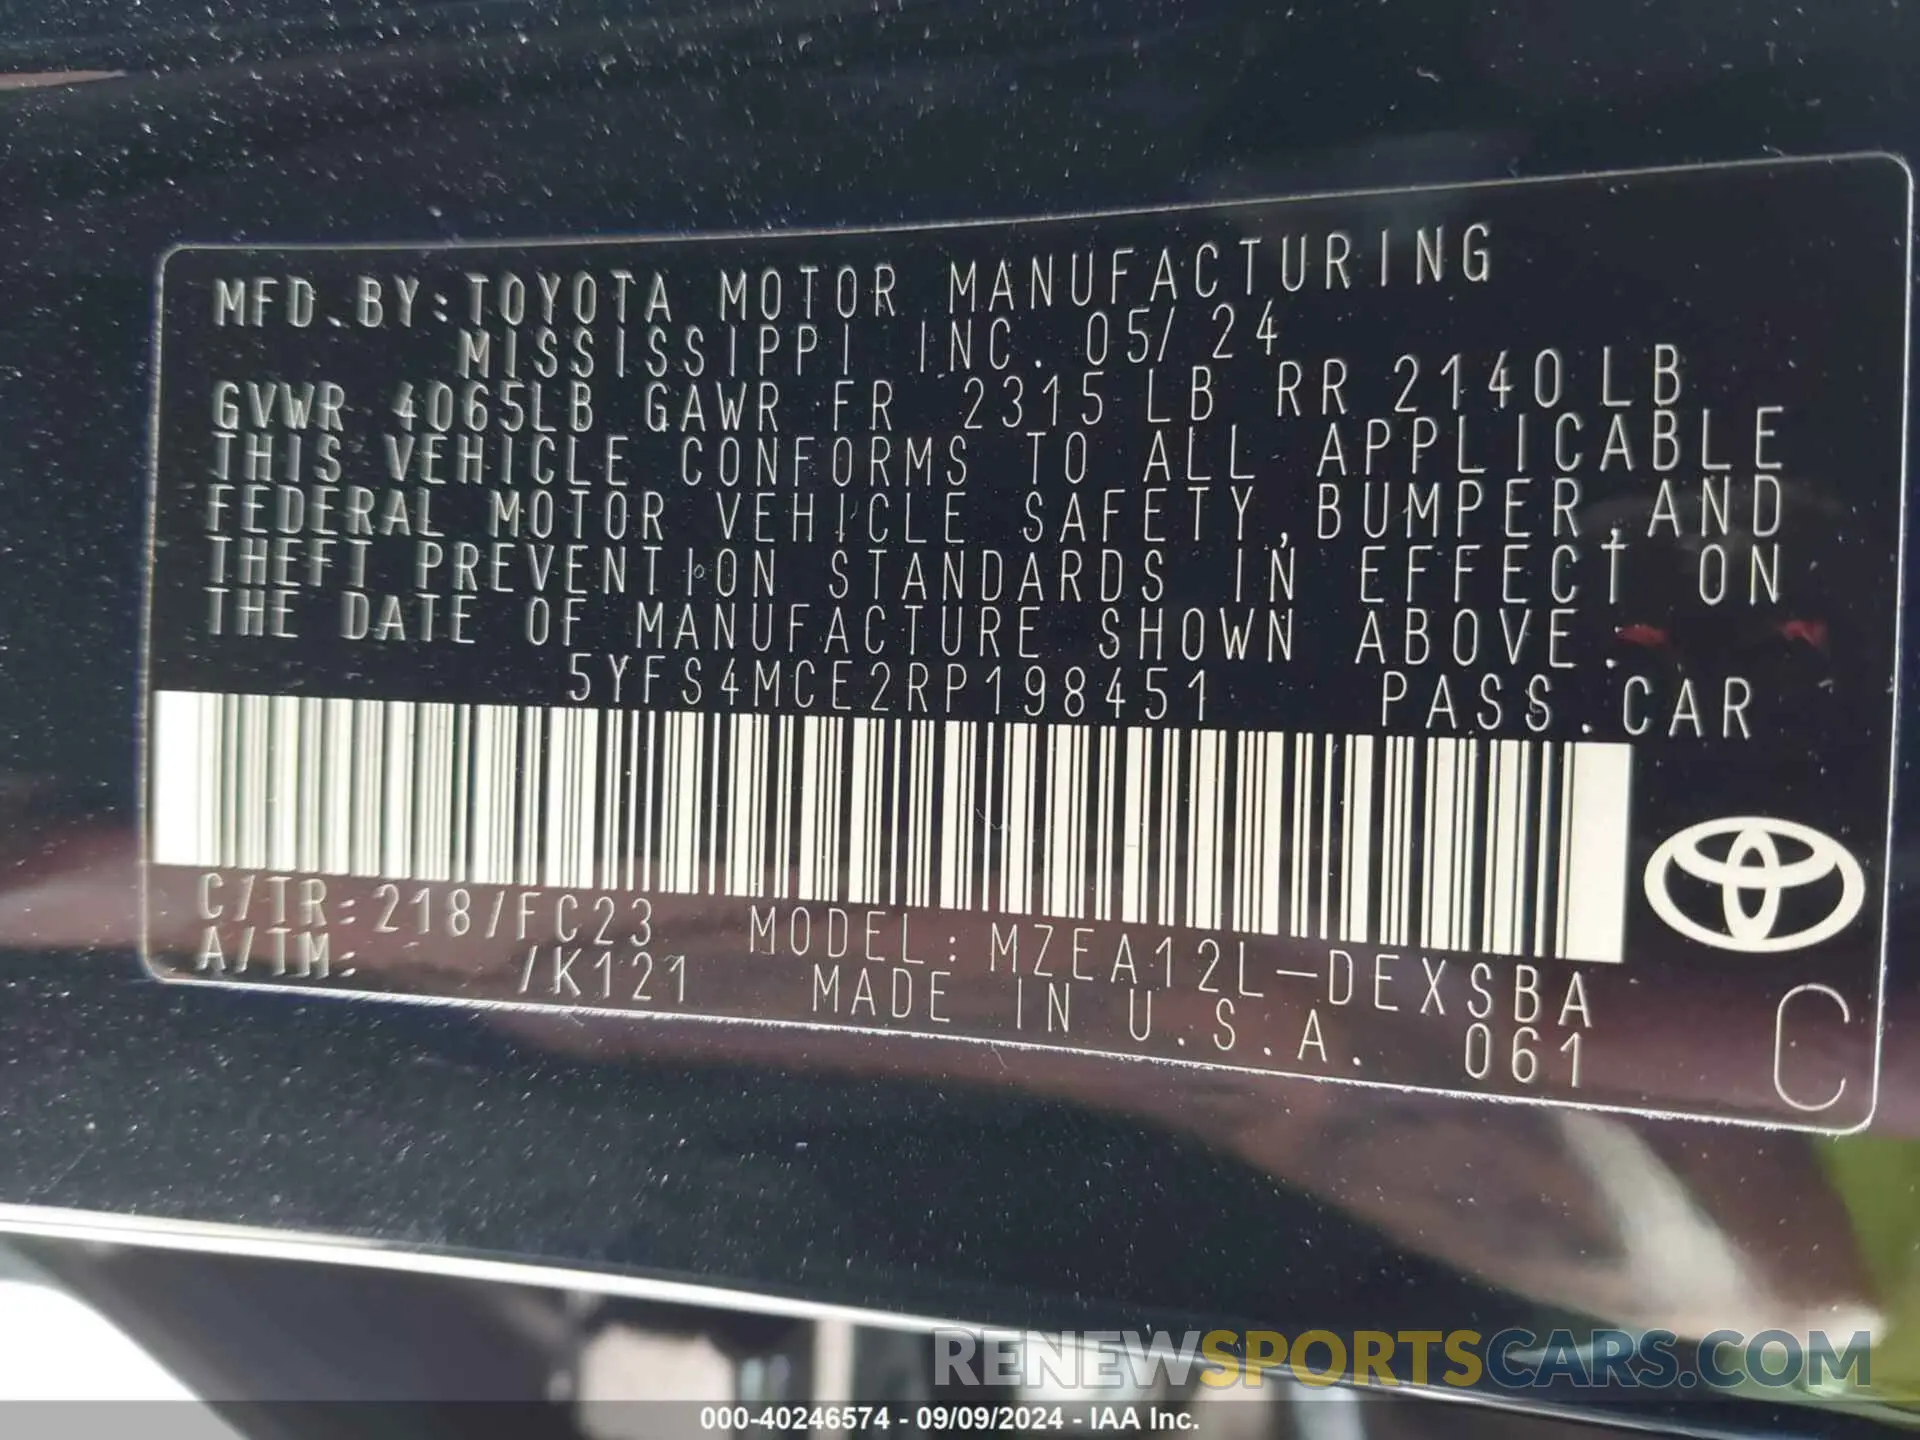 MFD. BY: TOYOTA MOTOR MANUFACTURING
MISSISSIPPI INC. 05/24
GVWR 4065LB GAWR FR 2315 LB RR 2140 LB
THIS VEHICLE CONFORMS TO ALL APPLICABLE
FEDERAL MOTOR VEHICLE SAFETY, BUMPER, AND
THEFT PREVENTION STANDARDS IN EFFECT ON
THE DATE OF MANUFACTURE SHOWN ABOVE.
5YFS4MCE2RP198451 PASS. CAR
C/TR: 218/FC23 MODEL: MZEA12L-DEXSBA
A/TM: /K121 MADE IN U.S.A. 061
C
RENEWSPORTSCARS.COM
000-40246574 - 09/09/2024 - IAA Inc.